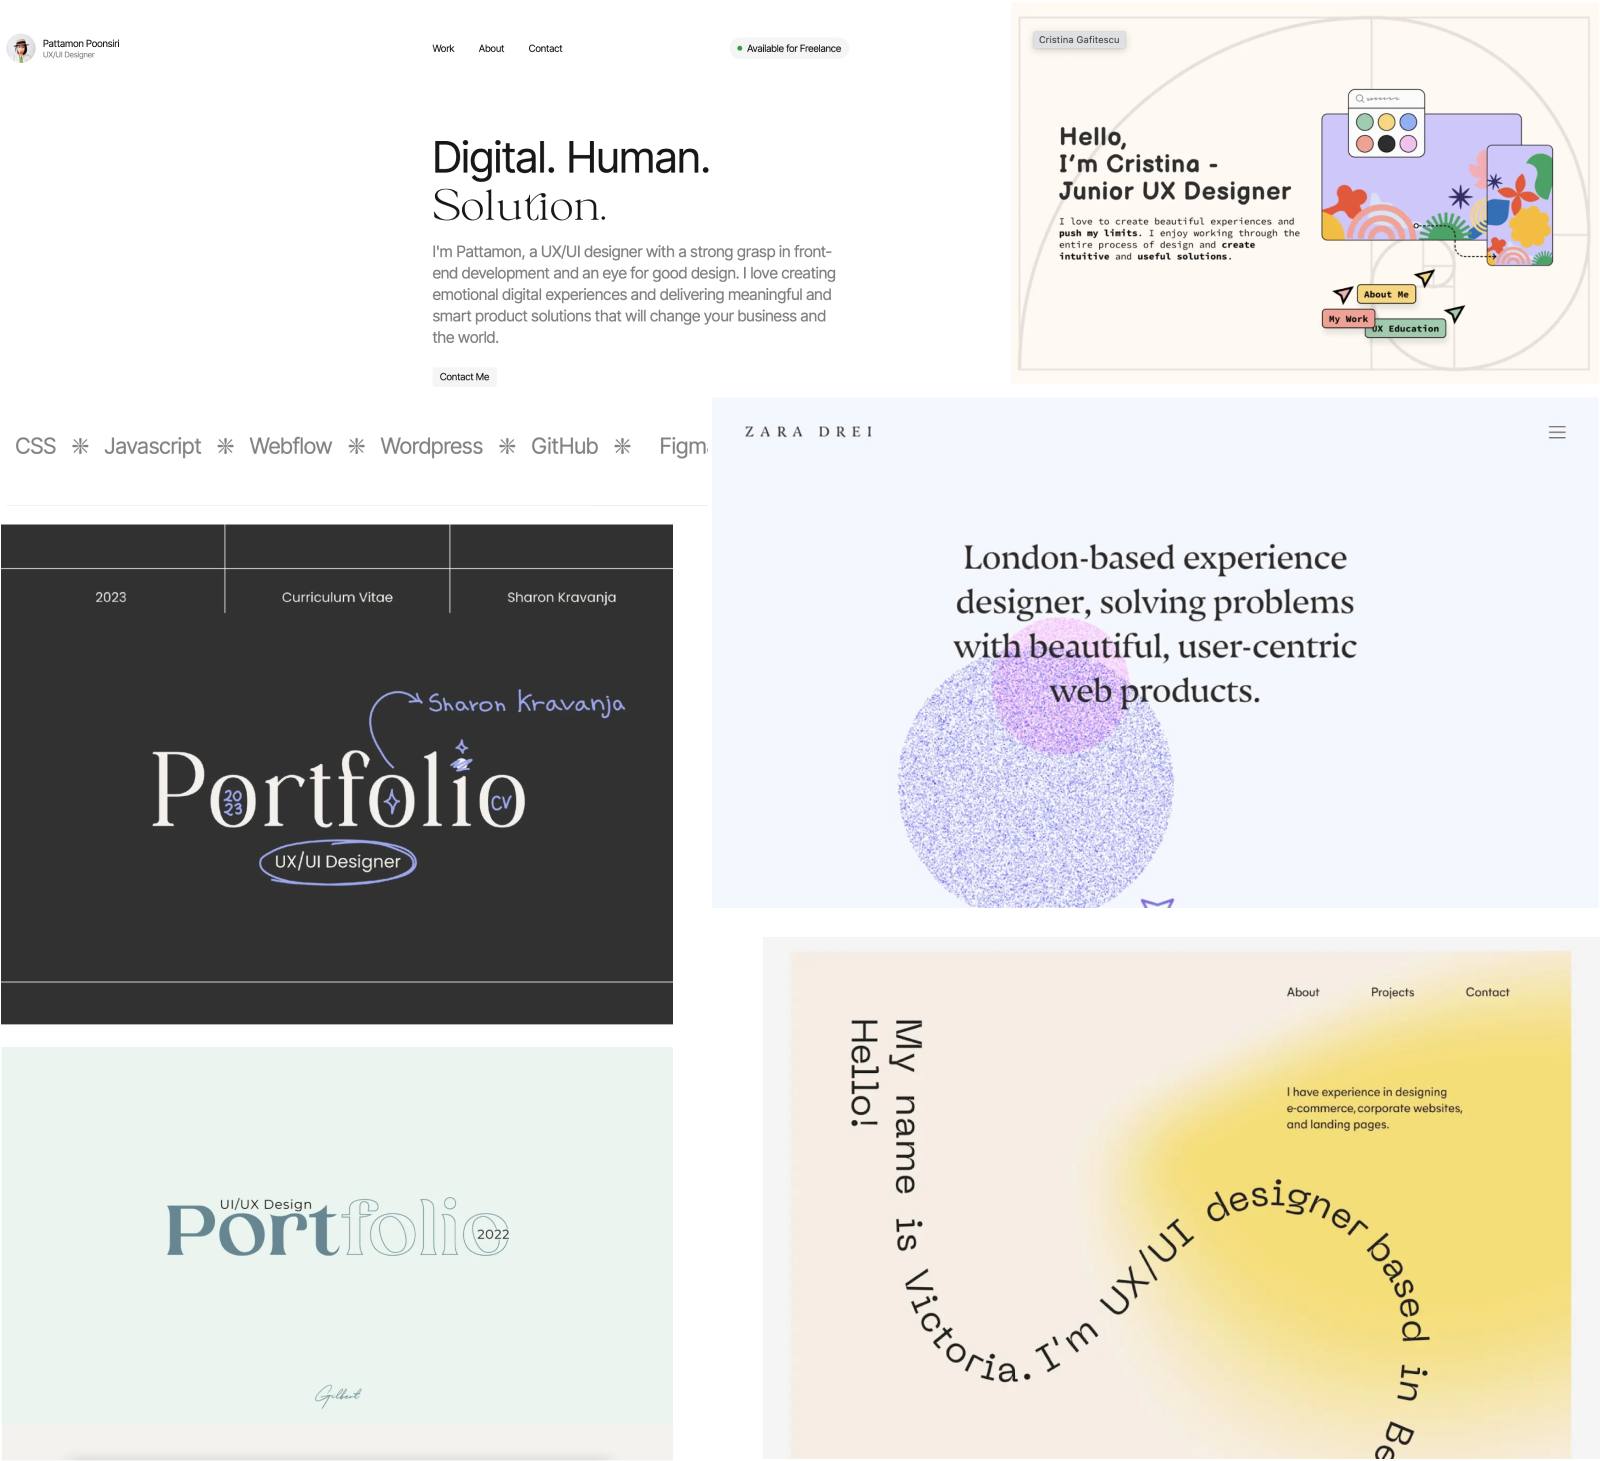 Pattamon Poonsiri
UX/UI Designer
Work About Contact
Available for Freelance
Digital. Human.
Solution.
I'm Pattamon, a UX/UI designer with a strong grasp in front-
end development and an eye for good design. I love creating
emotional digital experiences and delivering meaningful and
smart product solutions that will change your business and
the world.
Contact Me
CSS Javascript Webflow Wordpress GitHub
Cristina Gafitescu
Hello,
I'm Cristina -
Junior UX Designer
I love to create beautiful experiences and
push my limits. I enjoy working through the
entire process of design and create
intuitive and useful solutions.
About Me
My Work
UX Education
ZARA DREI
London-based experience
designer, solving problems
with beautiful, user-centric
web products.
2023 Curriculum Vitae Sharon Kravanja
Sharon Kravanja
Portfolio
2023
CV
UX/UI Designer
UI/UX Design
Portfolio
2022
Gilbert
About Projects Contact
I have experience in designing
e-commerce, corporate websites,
and landing pages.
Hello!
My name is Victoria. I'm UX/UI designer based in